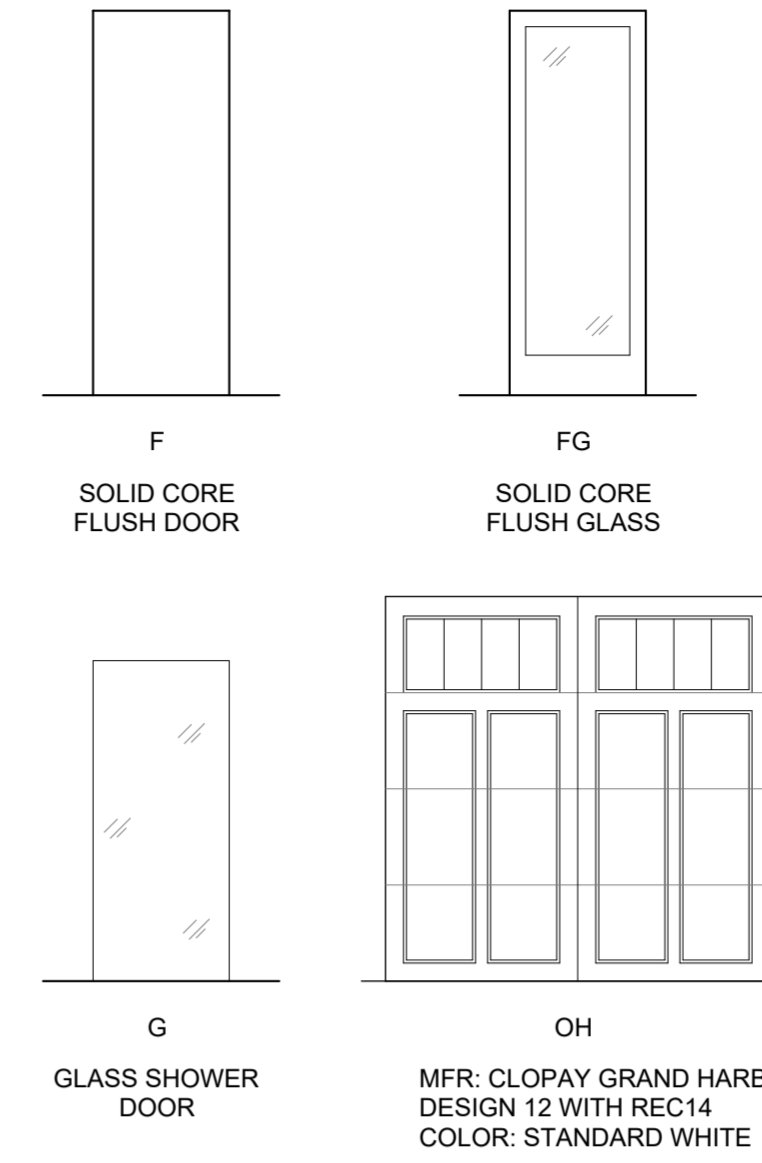 F
SOLID CORE
FLUSH DOOR
FG
SOLID CORE
FLUSH GLASS
G
GLASS SHOWER
DOOR
OH
MFR: CLOPAY GRAND HARB
DESIGN 12 WITH REC14
COLOR: STANDARD WHITE